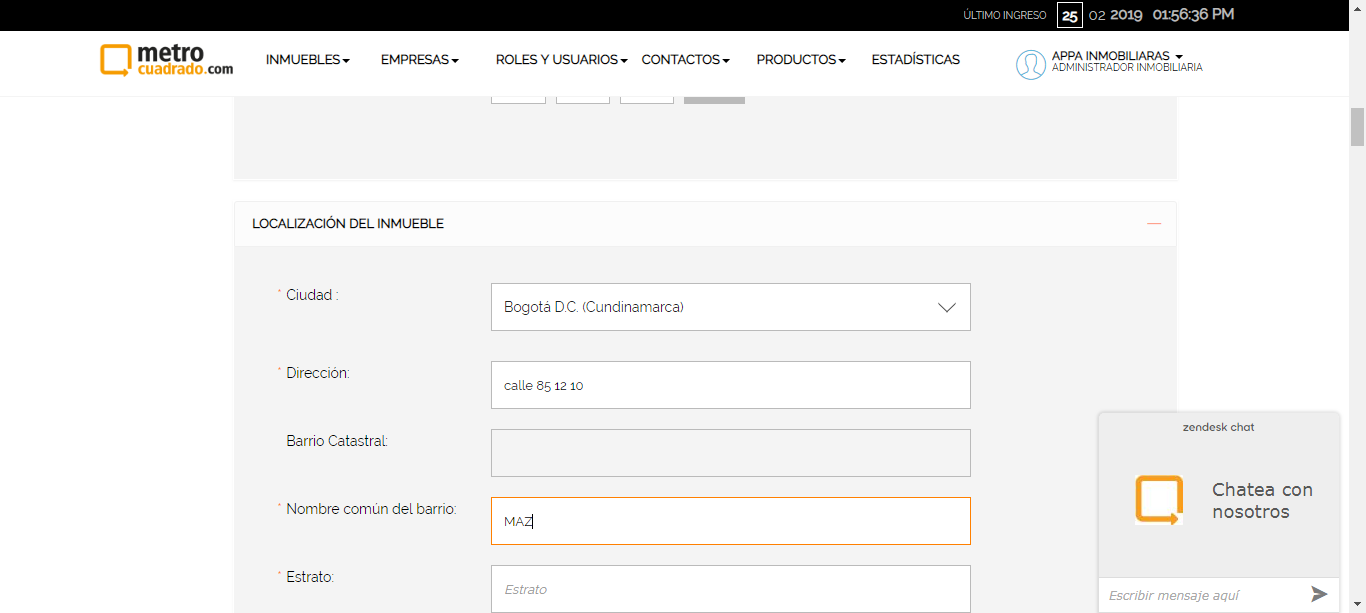 ÚLTIMO INGRESO 25 02 2019 01:56:36 PM
metro
cuadrado.com
INMUEBLES EMPRESAS ROLES Y USUARIOS CONTACTOS PRODUCTOS ESTADÍSTICAS
APPA INMOBILIARAS
ADMINISTRADOR INMOBILIARIA
LOCALIZACIÓN DEL INMUEBLE
* Ciudad : Bogotá D.C. (Cundinamarca)
* Dirección: calle 85 12 10
Barrio Catastral:
* Nombre común del barrio: MAZ
* Estrato: Estrato
zendesk chat
Chatea con
nosotros
Escribir mensaje aquí